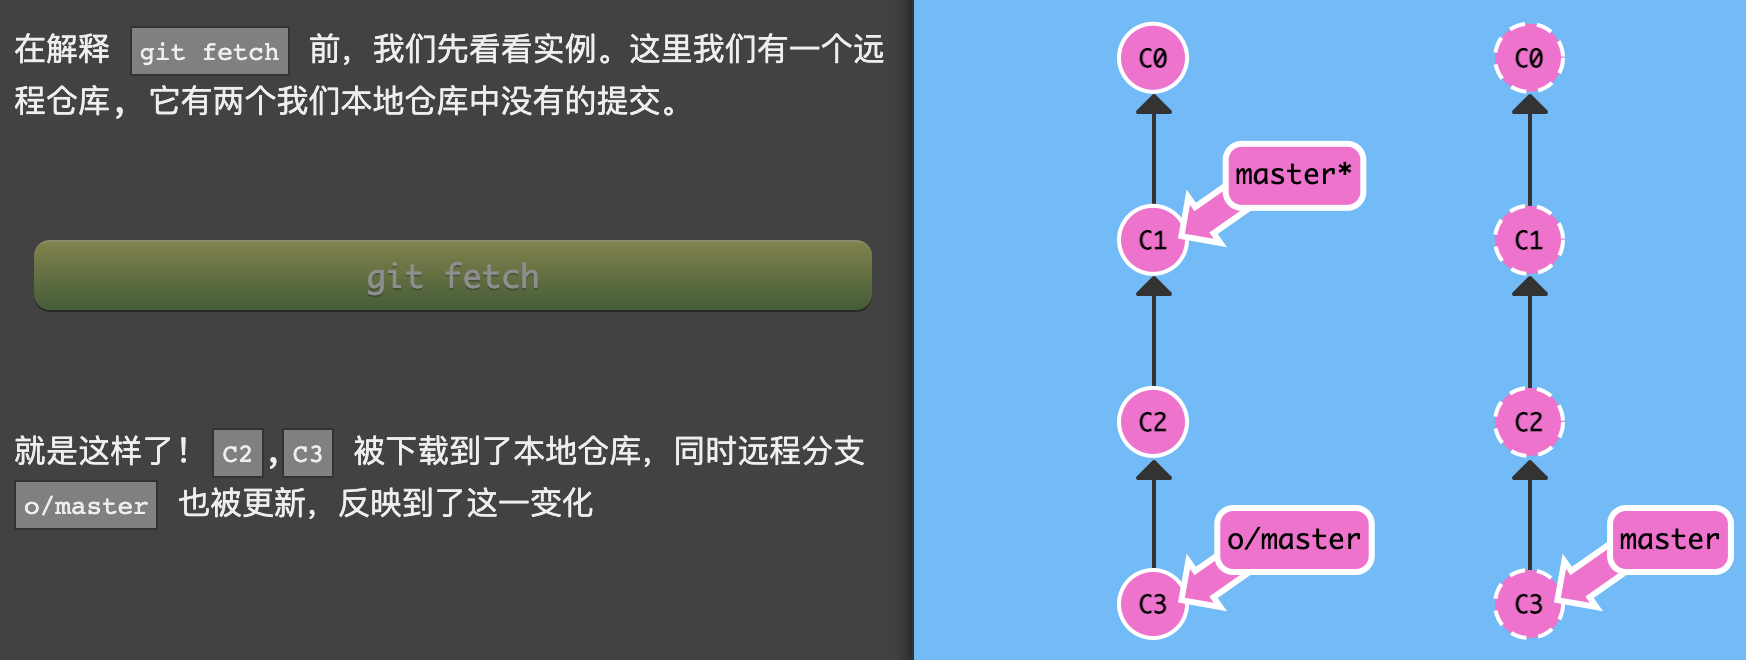 在解释 git fetch 前，我们先看看实例。这里我们有一个远
程仓库, 它有两个我们本地仓库中没有的提交。
git fetch
就是这样了! C2,C3 被下载到了本地仓库，同时远程分支
o/master 也被更新，反映到了这一变化
C0
C0
master*
C1
C1
C2
C2
o/master
master
C3
C3